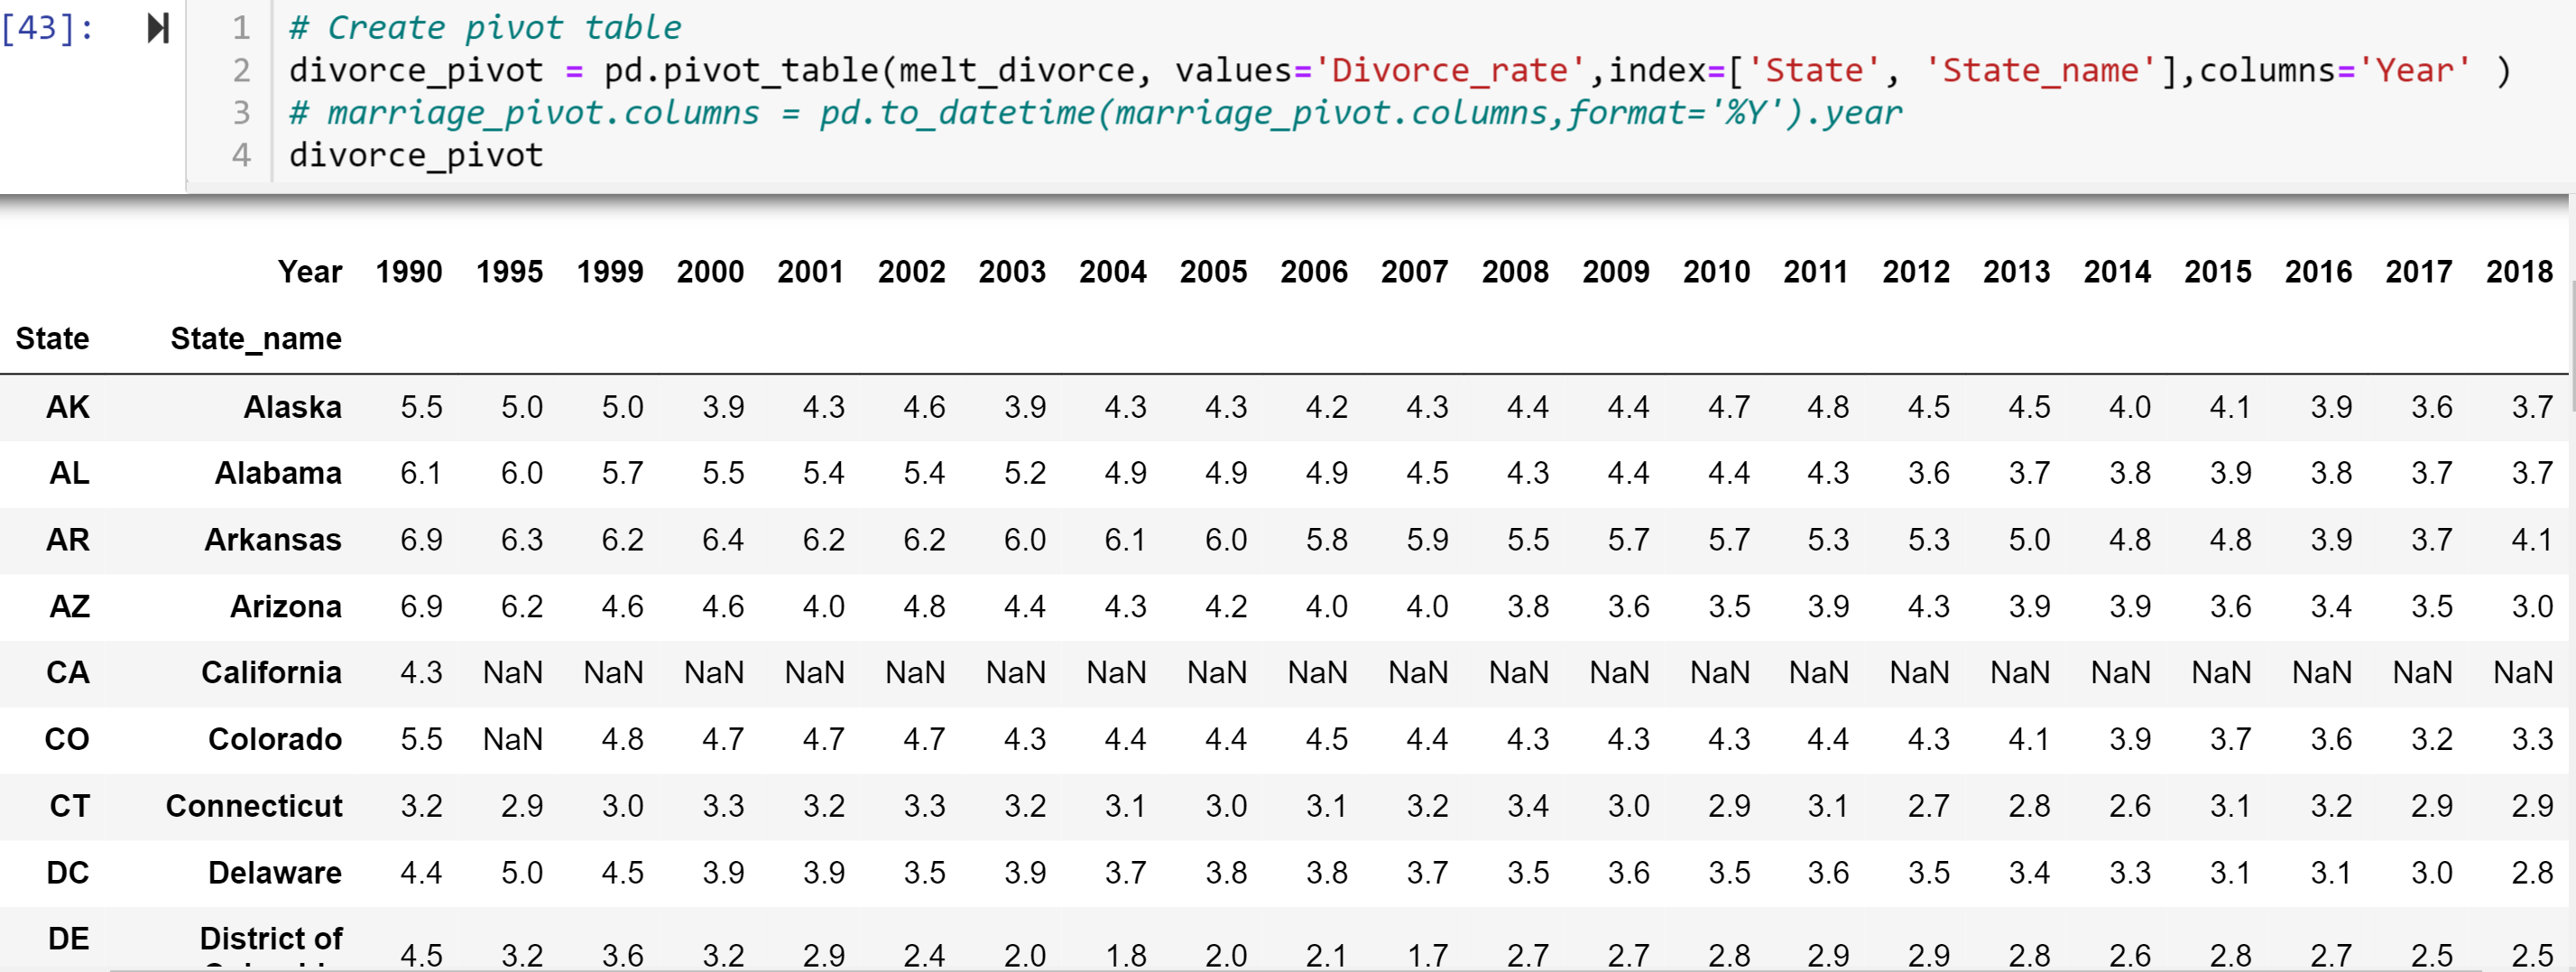 [43]:
1 # Create pivot table
2 divorce_pivot = pd.pivot_table(melt_divorce, values='Divorce_rate',index=['State', 'State_name'],columns='Year' )
3 # marriage_pivot.columns = pd.to_datetime(marriage_pivot.columns,format='%Y').year
4 divorce_pivot
Year 1990 1995 1999 2000 2001 2002 2003 2004 2005 2006 2007 2008 2009 2010 2011 2012 2013 2014 2015 2016 2017 2018
State State_name
AK Alaska 5.5 5.0 5.0 3.9 4.3 4.6 3.9 4.3 4.3 4.2 4.3 4.4 4.4 4.7 4.8 4.5 4.5 4.0 4.1 3.9 3.6 3.7
AL Alabama 6.1 6.0 5.7 5.5 5.4 5.4 5.2 4.9 4.9 4.9 4.5 4.3 4.4 4.4 4.3 3.6 3.7 3.8 3.9 3.8 3.7 3.7
AR Arkansas 6.9 6.3 6.2 6.4 6.2 6.2 6.0 6.1 6.0 5.8 5.9 5.5 5.7 5.7 5.3 5.3 5.0 4.8 4.8 3.9 3.7 4.1
AZ Arizona 6.9 6.2 4.6 4.6 4.0 4.8 4.4 4.3 4.2 4.0 4.0 3.8 3.6 3.5 3.9 4.3 3.9 3.9 3.6 3.4 3.5 3.0
CA California 4.3 NaN NaN NaN NaN NaN NaN NaN NaN NaN NaN NaN NaN NaN NaN NaN NaN NaN NaN NaN NaN NaN
CO Colorado 5.5 NaN 4.8 4.7 4.7 4.7 4.3 4.4 4.4 4.5 4.4 4.3 4.3 4.3 4.4 4.3 4.1 3.9 3.7 3.6 3.2 3.3
CT Connecticut 3.2 2.9 3.0 3.3 3.2 3.3 3.2 3.1 3.0 3.1 3.2 3.4 3.0 2.9 3.1 2.7 2.8 2.6 3.1 3.2 2.9 2.9
DC Delaware 4.4 5.0 4.5 3.9 3.9 3.5 3.9 3.7 3.8 3.8 3.7 3.5 3.6 3.5 3.6 3.5 3.4 3.3 3.1 3.1 3.0 2.8
DE District of 4.5 3.2 3.6 3.2 2.9 2.4 2.0 1.8 2.0 2.1 1.7 2.7 2.7 2.8 2.9 2.9 2.8 2.6 2.8 2.7 2.5 2.5